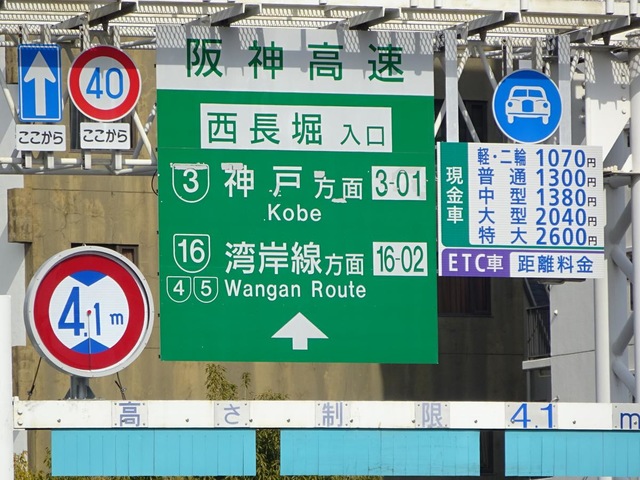 阪神高速
西長堀 入口
3 神戸方面 3-01
Kobe
16 湾岸線方面 16-02
4 5 Wangan Route
40
ここから ここから
4.1m
現金車
軽・二輪 1070円
普通 1300円
中型 1380円
大型 2040円
特大 2600円
ETC車 距離料金
高さ制限 4.1m